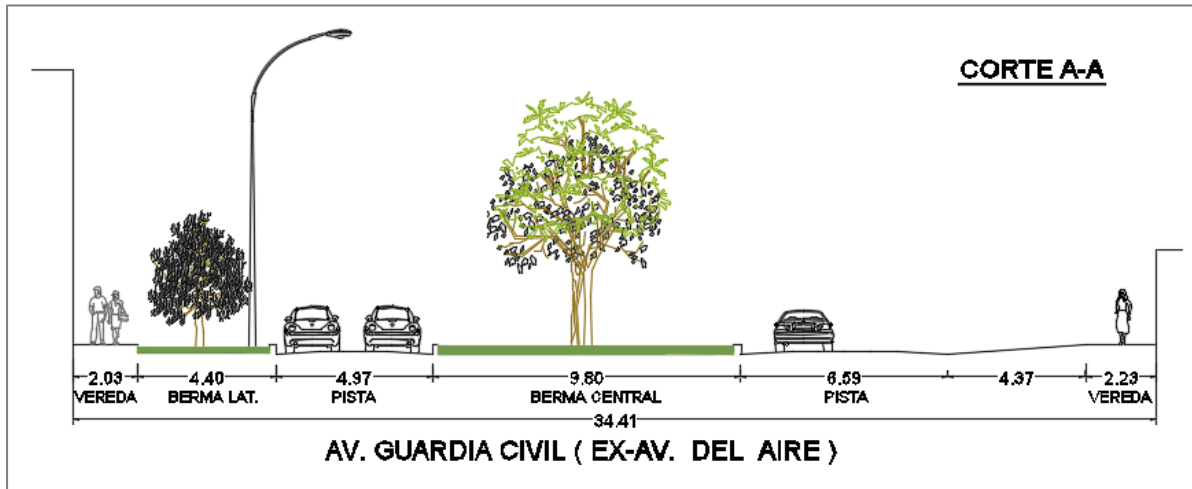 CORTE A-A
2.03 4.40 4.97 9.80 6.59 4.37 2.23
VEREDA BERMA LAT. PISTA BERMA CENTRAL PISTA VEREDA
34.41
AV. GUARDIA CIVIL ( EX-AV. DEL AIRE )